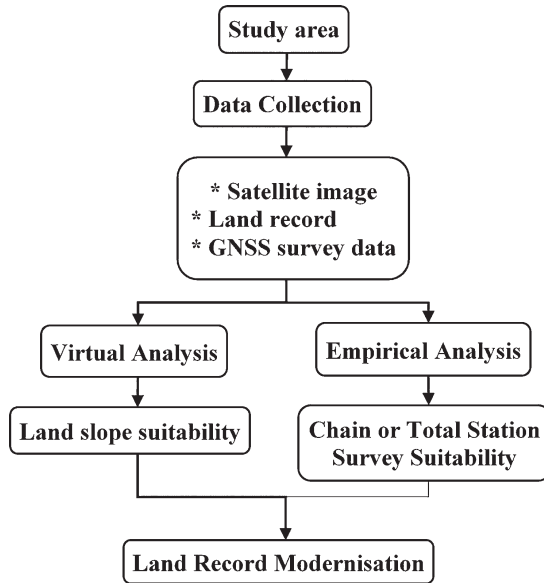 Study area
Data Collection
* Satellite image
* Land record
* GNSS survey data
Virtual Analysis
Empirical Analysis
Land slope suitability
Chain or Total Station
Survey Suitability
Land Record Modernisation